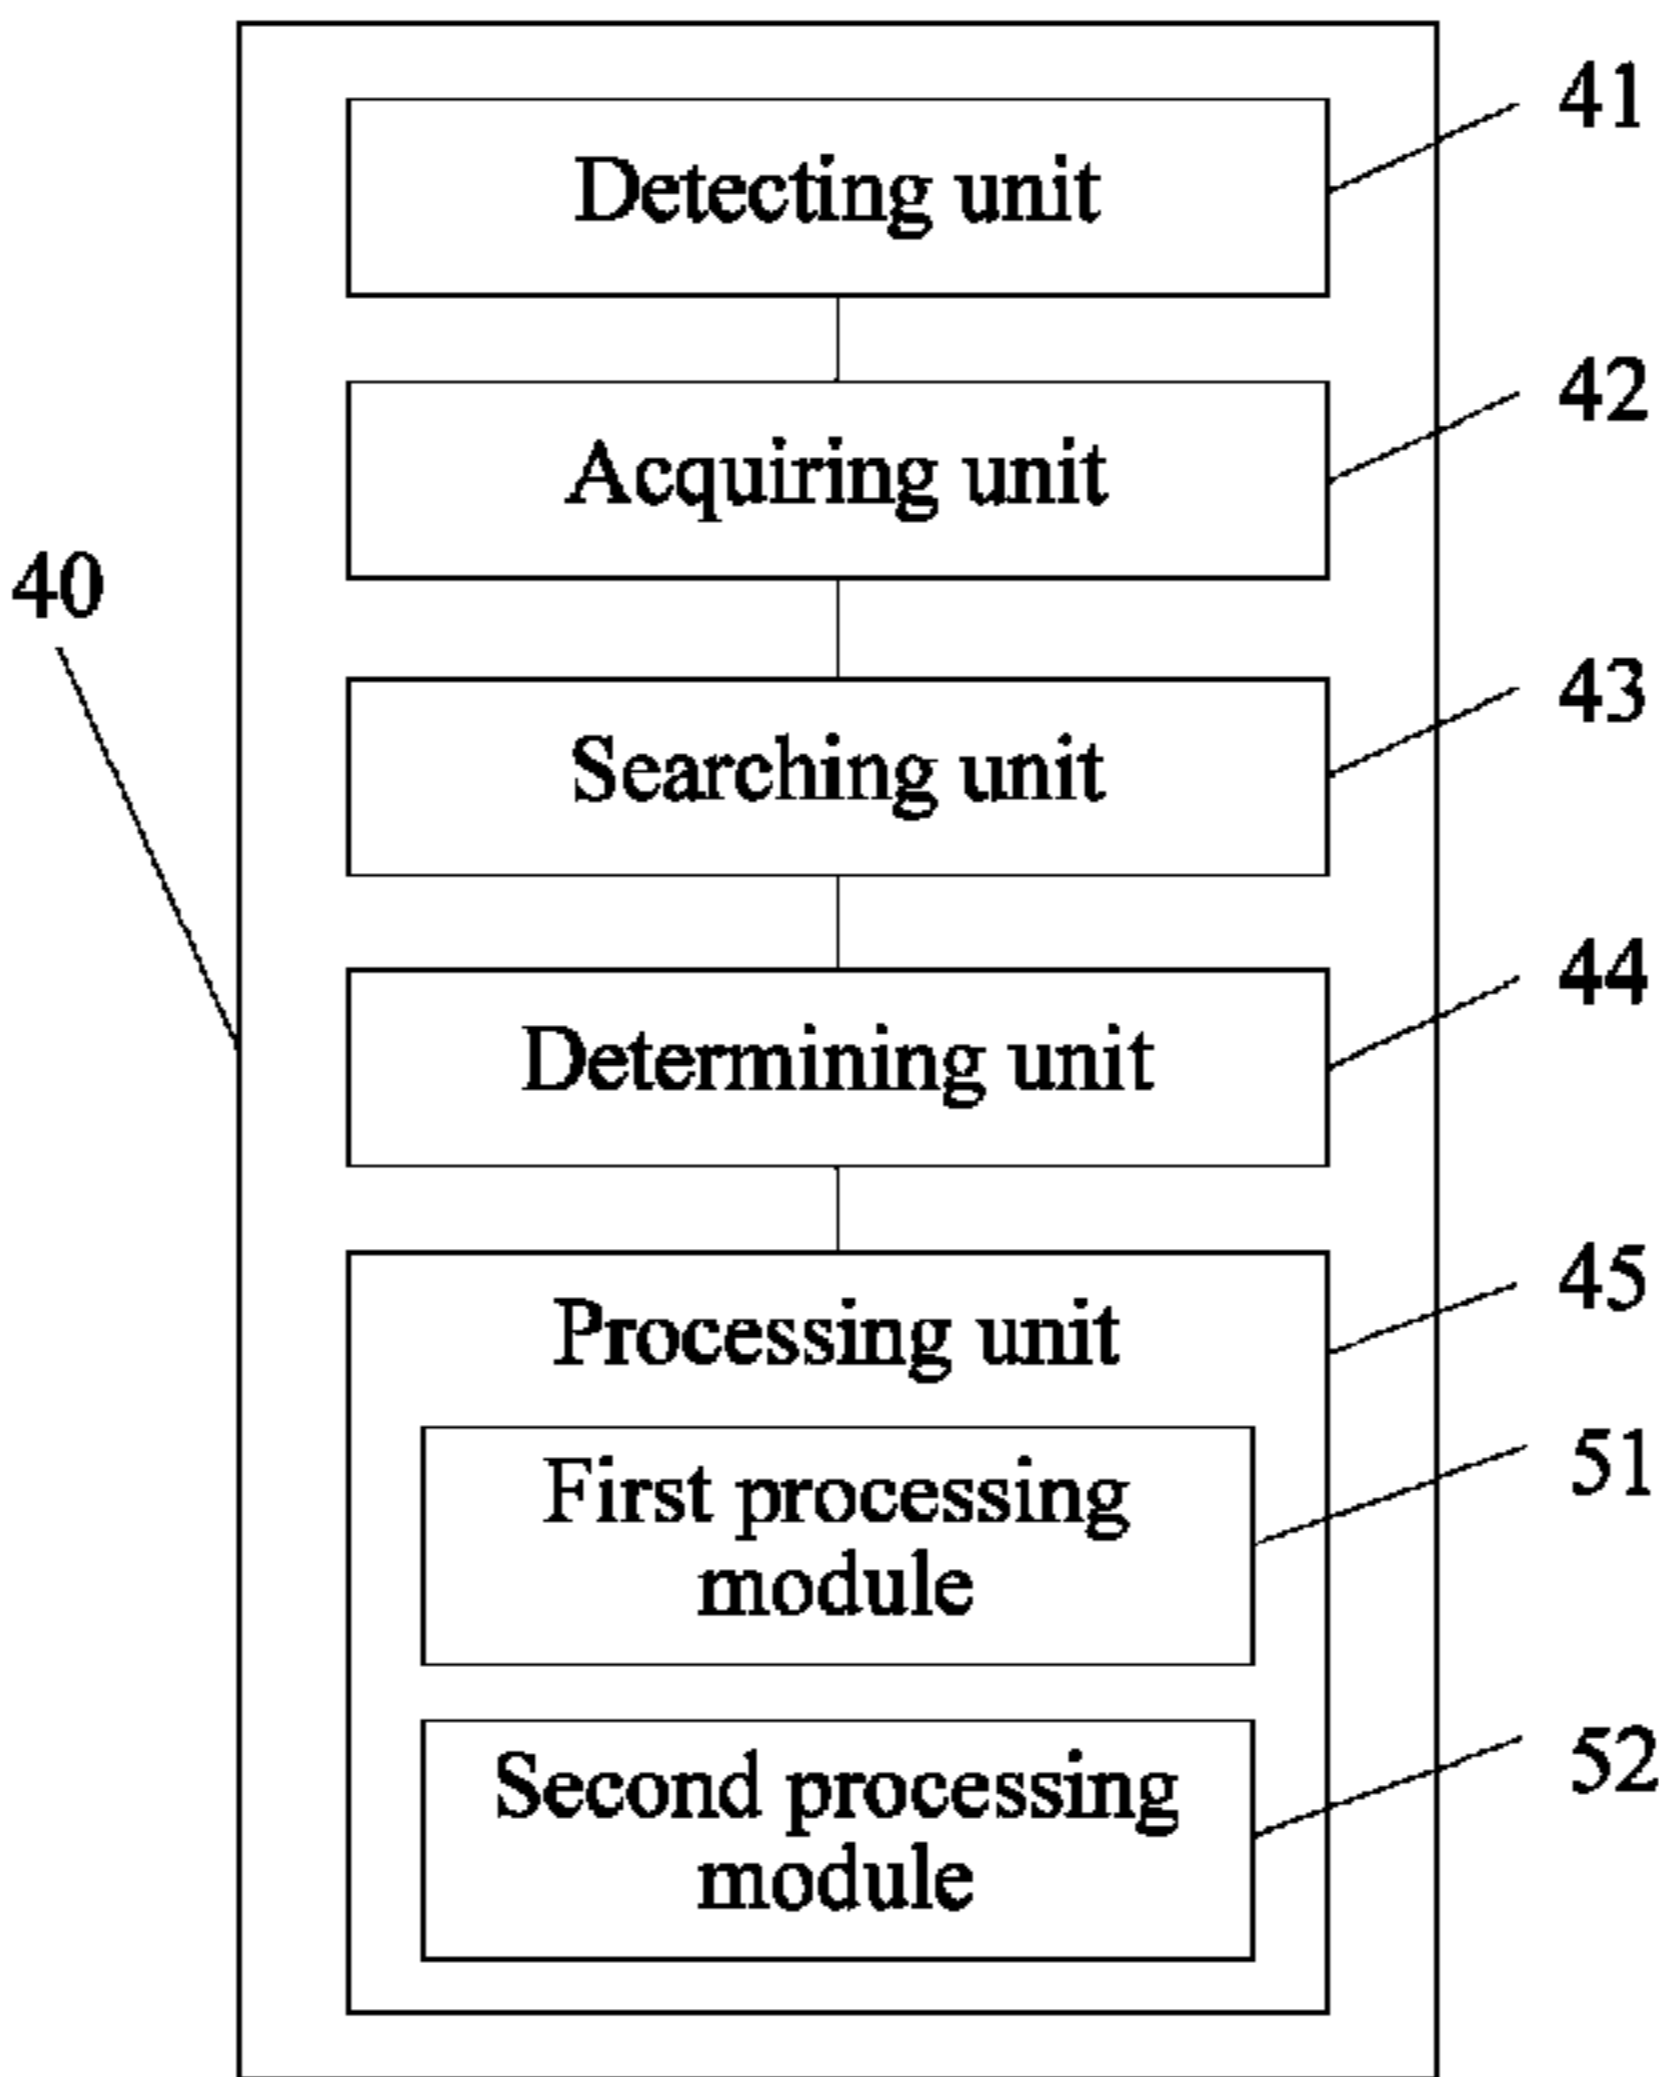 41
Detecting unit
42
Acquiring unit
40
43
Searching unit
44
Determining unit
45
Processing unit
51
First processing
module
52
Second processing
module